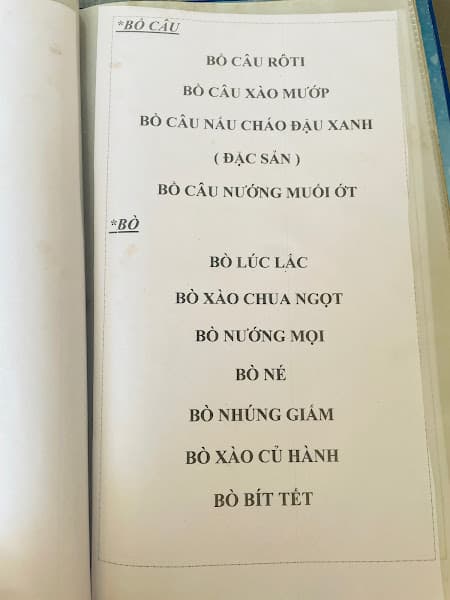 *BỒ CÂU
BỒ CÂU RÔTI
BỒ CÂU XÀO MƯỚP
BỒ CÂU NẤU CHÁO ĐẬU XANH
( ĐẶC SẢN )
BỒ CÂU NƯỚNG MUỐI ỚT
*BÒ
BÒ LÚC LẮC
BÒ XÀO CHUA NGỌT
BÒ NƯỚNG MỌI
BÒ NÉ
BÒ NHÚNG GIẤM
BÒ XÀO CỦ HÀNH
BÒ BÍT TẾT